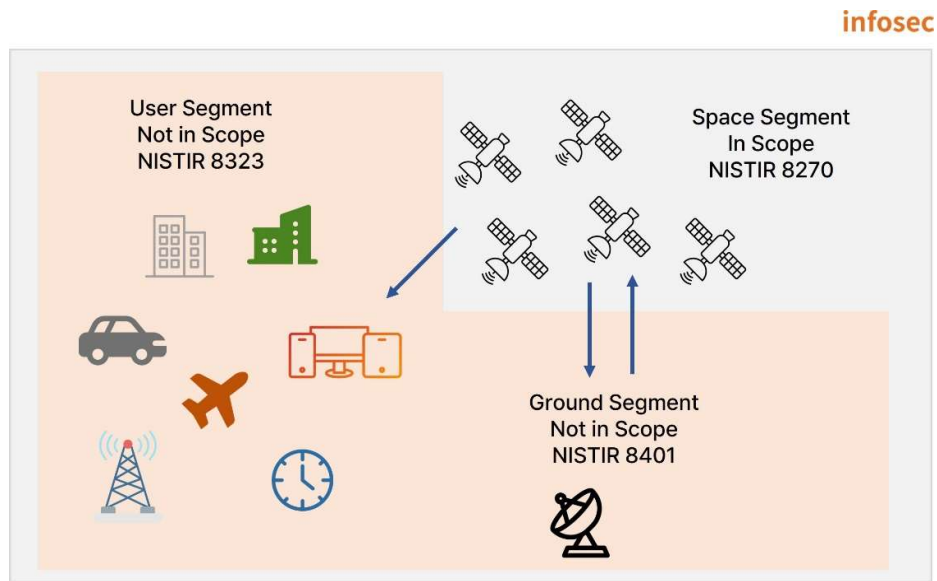 infosec
User Segment
Not in Scope
NISTIR 8323
Space Segment
In Scope
NISTIR 8270
Ground Segment
Not in Scope
NISTIR 8401